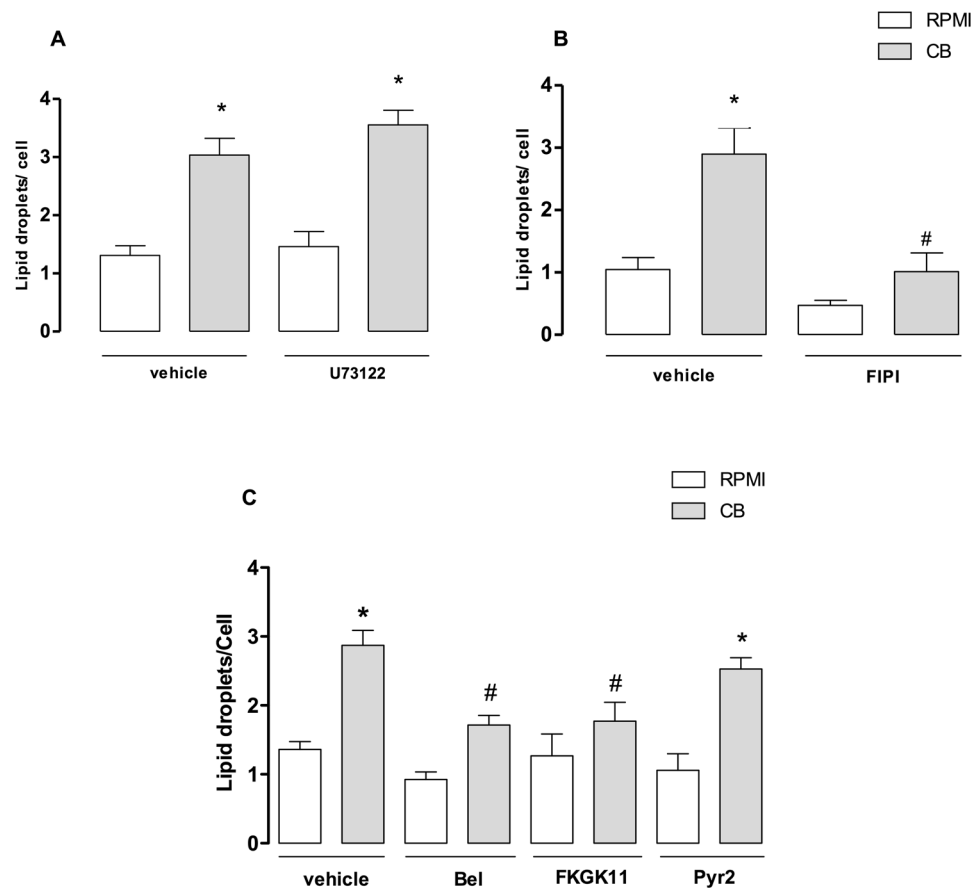 A
B
RPMI
CB
Lipid droplets/ cell
4
3
2
1
0
*
*
vehicle
U73122
Lipid droplets/ cell
4
3
2
1
0
*
#
vehicle
FIPI
C
RPMI
CB
Lipid droplets/Cell
4
3
2
1
0
*
#
#
*
vehicle
Bel
FKGK11
Pyr2